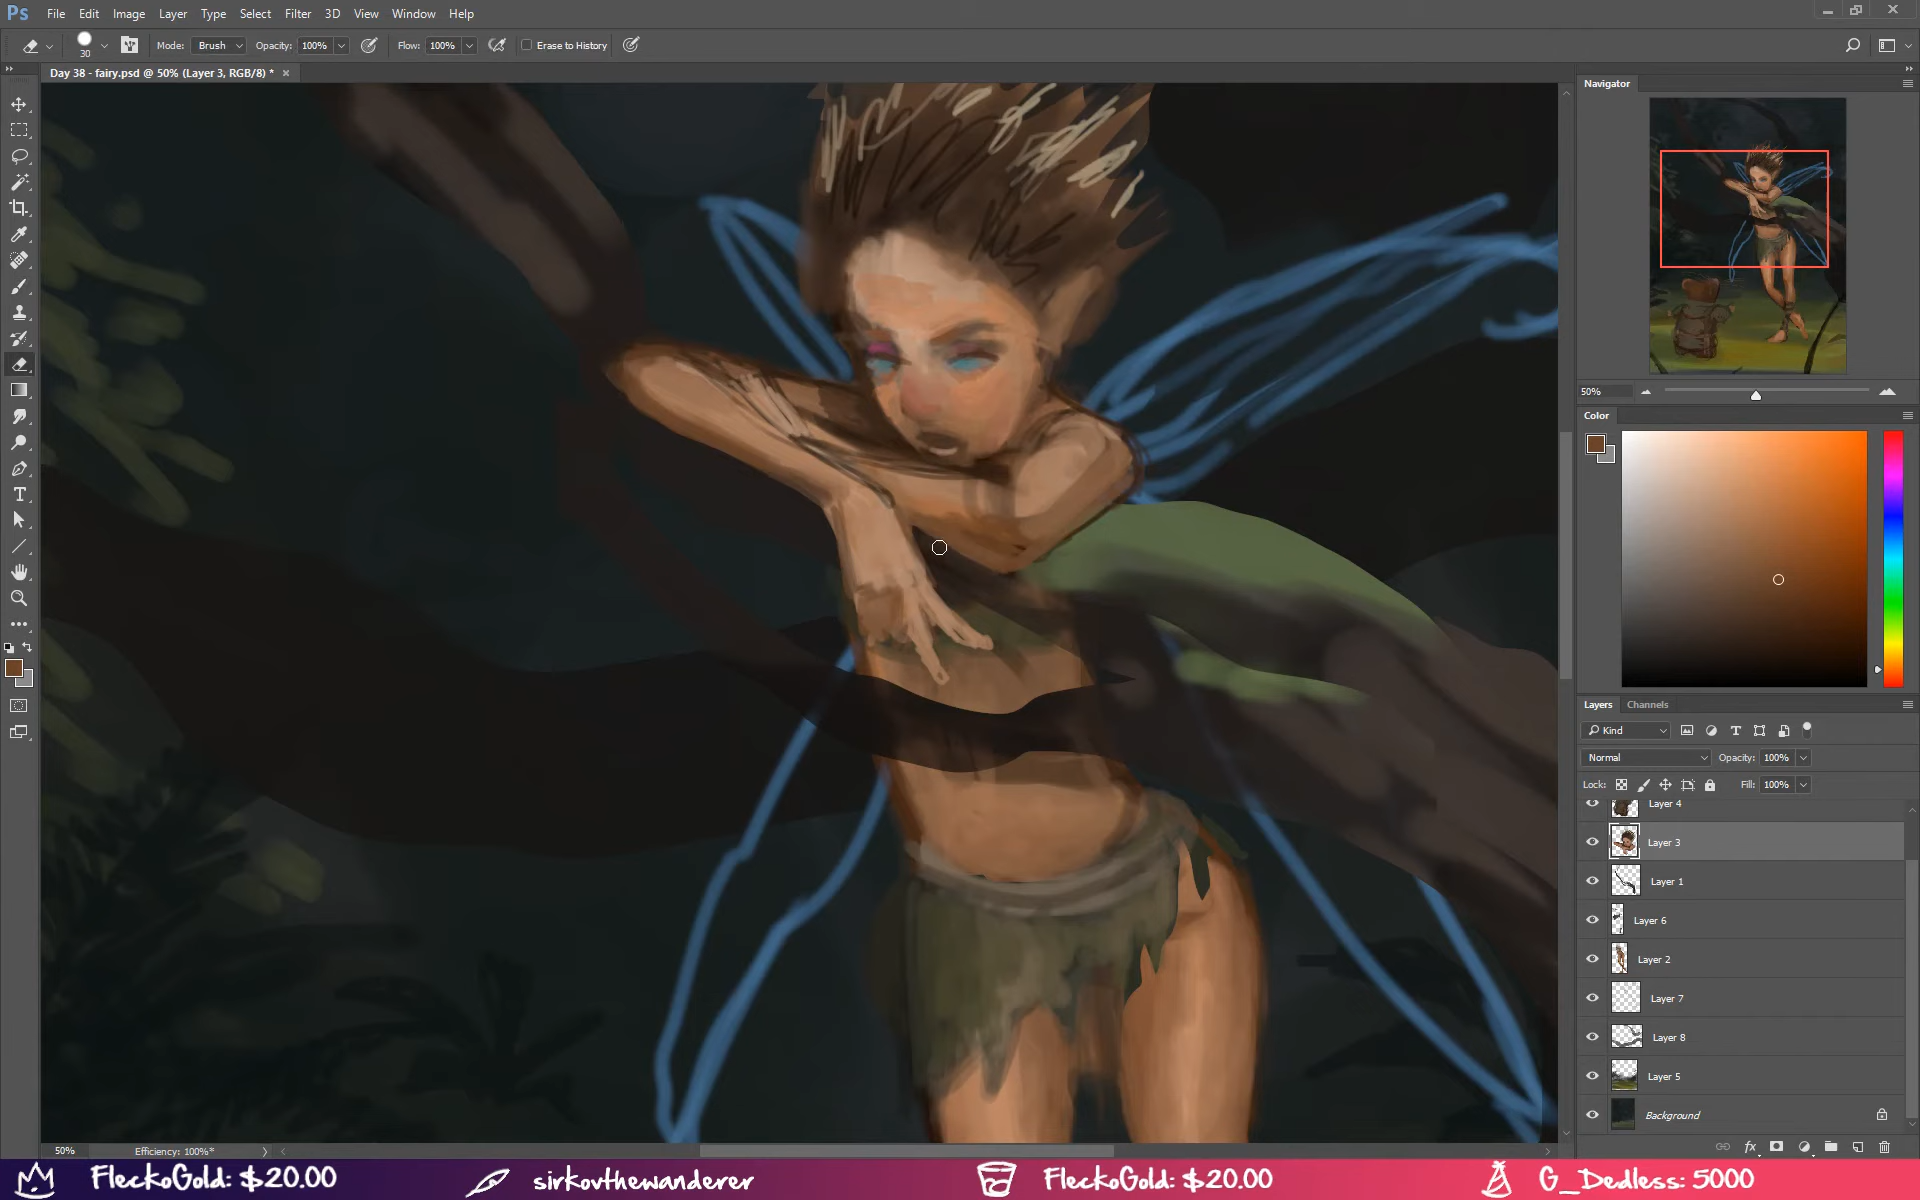 Ps File Edit Image Layer Type Select Filter 3D View Window Help
30 Mode: Brush Opacity: 100% Flow: 100% Erase to History
Day 38 - fairy.psd @ 50% (Layer 3, RGB/8) * ×
Navigator
50%
Color
Layers Channels
Kind
Normal Opacity: 100%
Lock: Fill: 100%
Layer 4
Layer 3
Layer 1
Layer 6
Layer 2
Layer 7
Layer 8
Layer 5
Background
50% Efficiency: 100%*
FleckoGold: $20.00 sirkovthewanderer FleckoGold: $20.00 G_Dedless: 5000